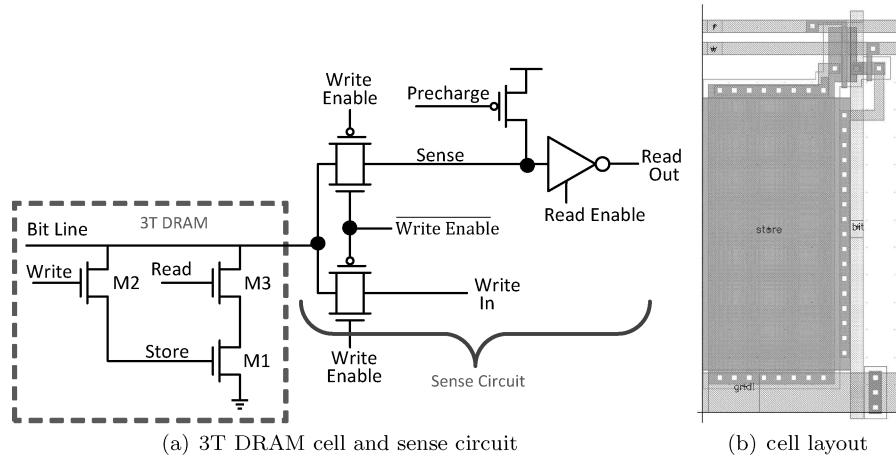 Write
Enable
Precharge
Sense
Read
Out
Read Enable
3T DRAM
Bit Line
Write Enable
Write
M2
Read
M3
Write
In
Store
M1
Write
Enable
Sense Circuit
(a) 3T DRAM cell and sense circuit
store
bit
(b) cell layout